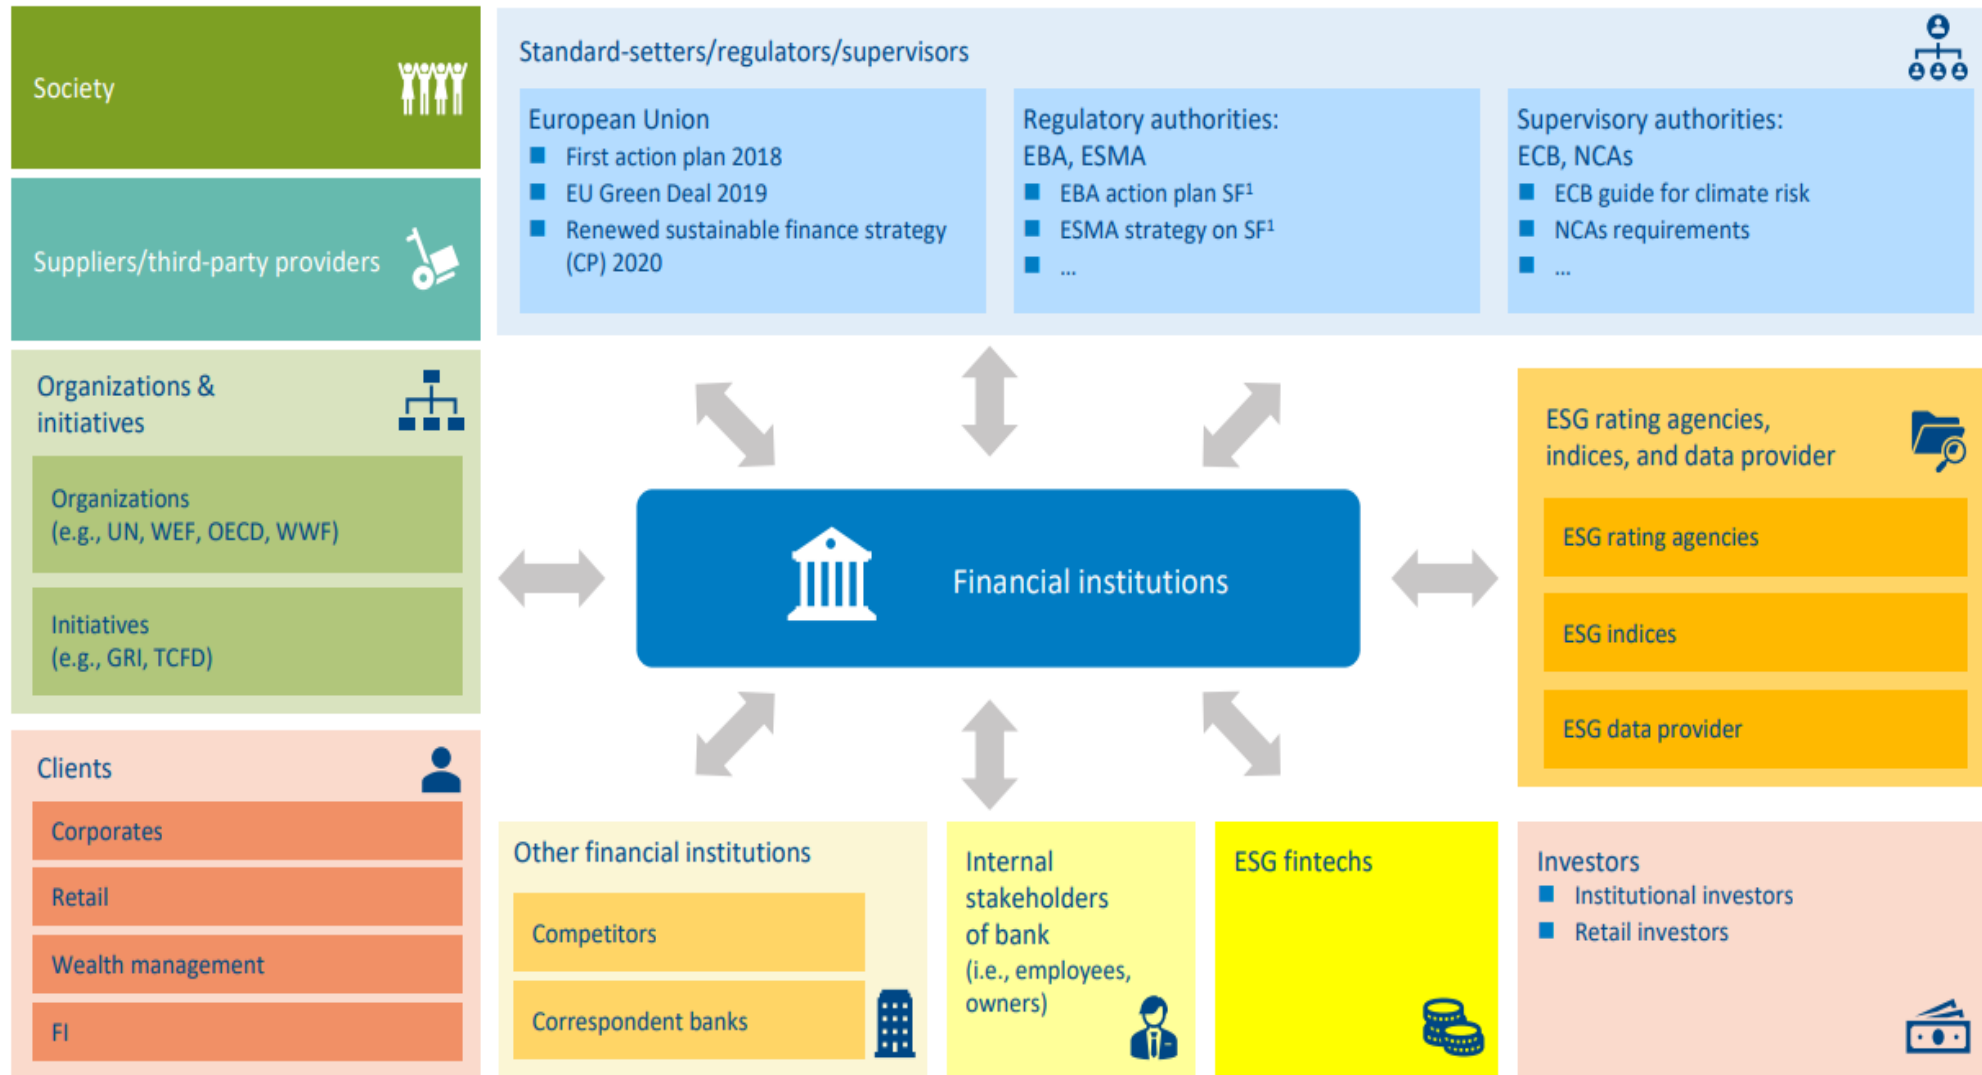 Society
Suppliers/third-party providers
Organizations &
initiatives
Organizations
(e.g., UN, WEF, OECD, WWF)
Initiatives
(e.g., GRI, TCFD)
Clients
Corporates
Retail
Wealth management
FI
Standard-setters/regulators/supervisors
European Union
First action plan 2018
EU Green Deal 2019
Renewed sustainable finance strategy
(CP) 2020
Regulatory authorities:
EBA, ESMA
EBA action plan SF¹
ESMA strategy on SF¹
...
Supervisory authorities:
ECB, NCAs
ECB guide for climate risk
NCAs requirements
...
Financial institutions
ESG rating agencies,
indices, and data provider
ESG rating agencies
ESG indices
ESG data provider
Other financial institutions
Competitors
Correspondent banks
Internal
stakeholders
of bank
(i.e., employees,
owners)
ESG fintechs
Investors
Institutional investors
Retail investors